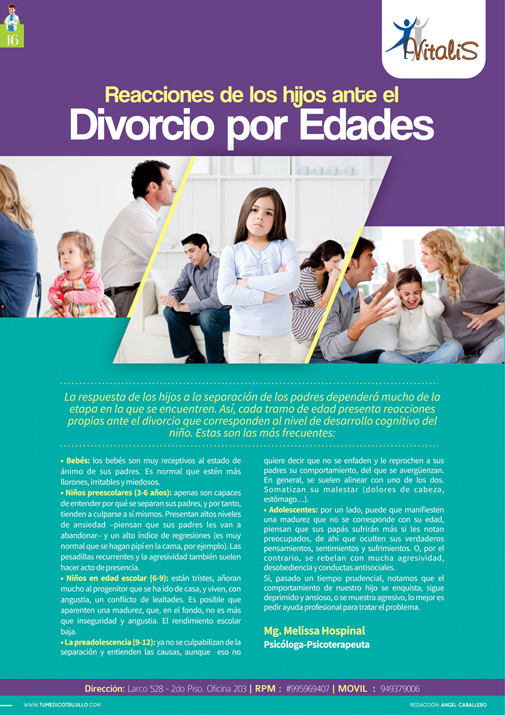 16
VitaliS
Reacciones de los hijos ante el
Divorcio por Edades
La respuesta de los hijos a la separación de los padres dependerá mucho de la
etapa en la que se encuentren. Así, cada tramo de edad presenta reacciones
propias ante el divorcio que corresponden al nivel de desarrollo cognitivo del
niño. Estas son las más frecuentes:
• Bebés: los bebés son muy receptivos al estado de
ánimo de sus padres. Es normal que estén más
llorones, irritables y miedosos.
• Niños preescolares (3-6 años): apenas son capaces
de entender por qué se separan sus padres, y por tanto,
tienden a culparse a sí mismos. Presentan altos niveles
de ansiedad –piensan que sus padres les van a
abandonar– y un alto índice de regresiones (es muy
normal que se hagan pipí en la cama, por ejemplo). Las
pesadillas recurrentes y la agresividad también suelen
hacer acto de presencia.
• Niños en edad escolar (6-9): están tristes, añoran
mucho al progenitor que se ha ido de casa, y viven, con
angustia, un conflicto de lealtades. Es posible que
aparenten una madurez, que, en el fondo, no es más
que inseguridad y angustia. El rendimiento escolar
baja.
• La preadolescencia (9-12): ya no se culpabilizan de la
separación y entienden las causas, aunque eso no
quiere decir que no se enfaden y le reprochen a sus
padres su comportamiento, del que se avergüenzan.
En general, se suelen alinear con uno de los dos.
Somatizan su malestar (dolores de cabeza,
estómago…).
• Adolescentes: por un lado, puede que manifiesten
una madurez que no se corresponde con su edad,
piensan que sus papás sufrirán más si les notan
preocupados, de ahí que oculten sus verdaderos
pensamientos, sentimientos y sufrimientos. O, por el
contrario, se rebelan con mucha agresividad,
desobediencia y conductas antisociales.
Si, pasado un tiempo prudencial, notamos que el
comportamiento de nuestro hijo se enquista, sigue
deprimido y ansioso, o se muestra agresivo, lo mejor es
pedir ayuda profesional para tratar el problema.
Mg. Melissa Hospinal
Psicóloga-Psicoterapeuta
Dirección: Larco 528 - 2do Piso. Oficina 203 | RPM : #995969407 | MOVIL : 949379006
WWW.TUMEDICOTRUJILLO.COM
REDACCIÓN: ANGEL CABALLERO